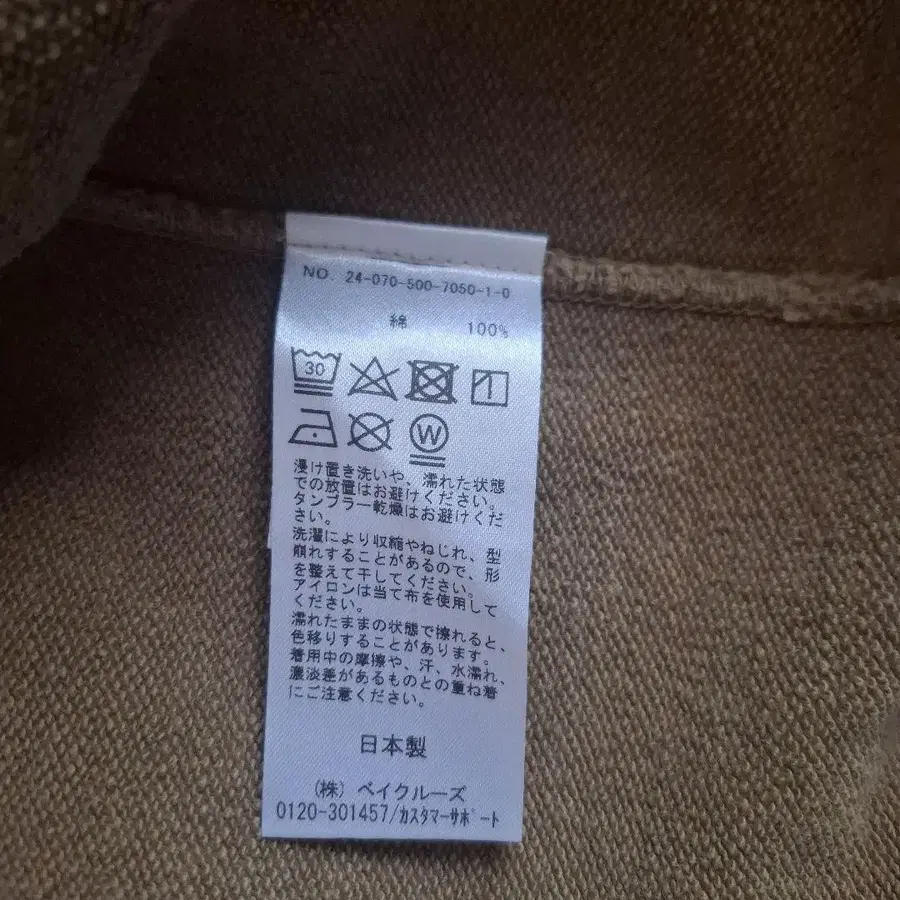 NO. 24-070-500-7050-1-0
綿 100%
30
W
浸け置き洗いや、濡れた状態
での放置はお避けください。
タンブラー乾燥はお避けくだ
さい。
洗濯により収縮やねじれ、型
崩れすることがあるので、形
を整えて干してください。
アイロンは当て布を使用して
ください。
濡れたままの状態で擦れると、
色移りすることがあります。
着用中の摩擦や、汗、水濡れ、
濃淡差があるものとの重ね着
にご注意ください。
日本製
(株) ベイクルーズ
0120-301457/カスタマーサポート